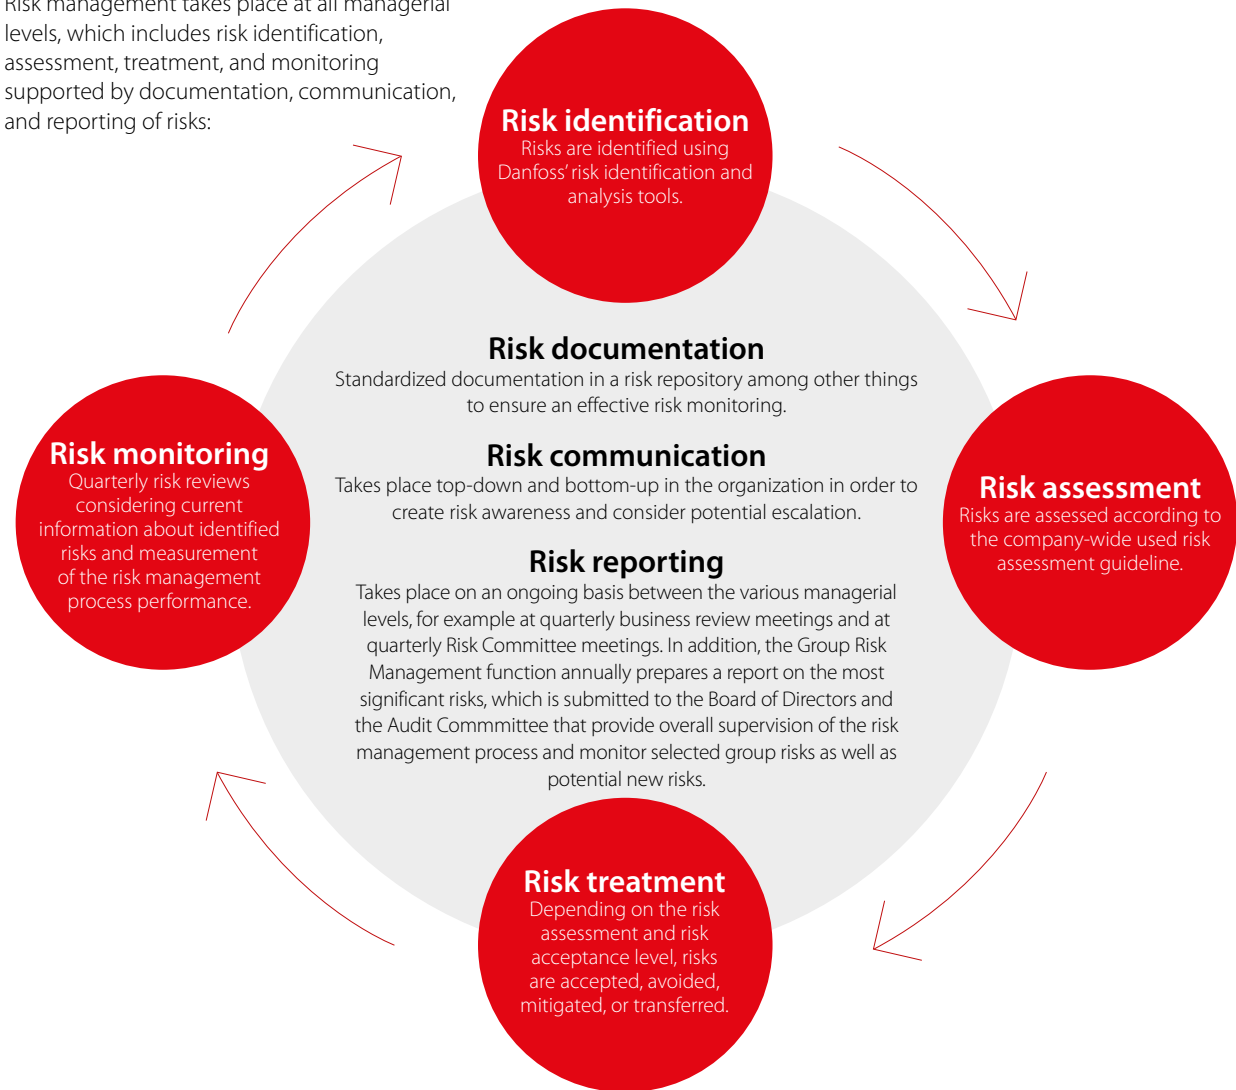 Risk management takes place at all managerial
levels, which includes risk identification,
assessment, treatment, and monitoring
supported by documentation, communication,
and reporting of risks:
Risk identification
Risks are identified using
Danfoss’ risk identification and
analysis tools.
Risk documentation
Standardized documentation in a risk repository among other things
to ensure an effective risk monitoring.
Risk communication
Takes place top-down and bottom-up in the organization in order to
create risk awareness and consider potential escalation.
Risk reporting
Takes place on an ongoing basis between the various managerial
levels, for example at quarterly business review meetings and at
quarterly Risk Committee meetings. In addition, the Group Risk
Management function annually prepares a report on the most
significant risks, which is submitted to the Board of Directors and
the Audit Commmittee that provide overall supervision of the risk
management process and monitor selected group risks as well as
potential new risks.
Risk monitoring
Quarterly risk reviews
considering current
information about identified
risks and measurement
of the risk management
process performance.
Risk assessment
Risks are assessed according to
the company-wide used risk
assessment guideline.
Risk treatment
Depending on the risk
assessment and risk
acceptance level, risks
are accepted, avoided,
mitigated, or transferred.